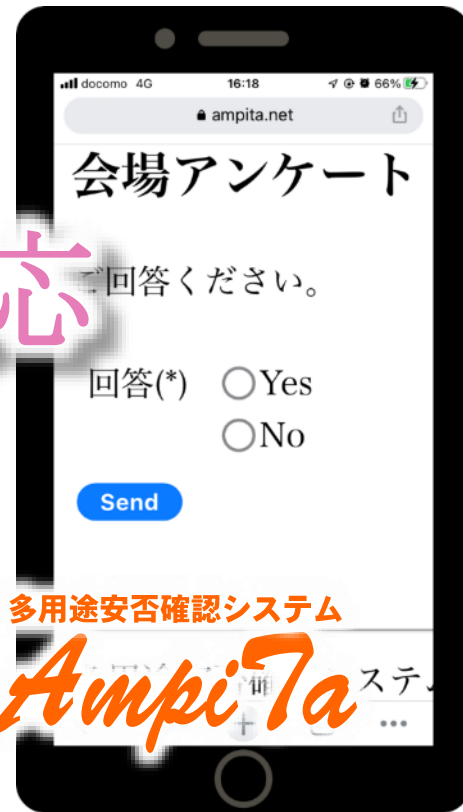 docomo 4G 16:18 66%
ampita.net
会場アンケート
応
ご回答ください。
回答(*) Yes
No
Send
多用途安否確認システム
AmpiTa
ステ